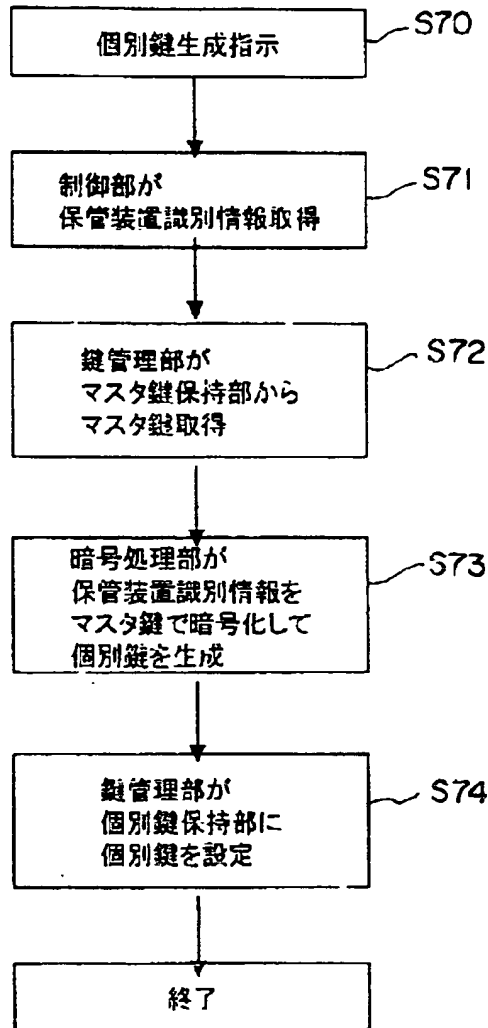 個別鍵生成指示
S70
制御部が
保管装置識別情報取得
S71
鍵管理部が
マスタ鍵保持部から
マスタ鍵取得
S72
暗号処理部が
保管装置識別情報を
マスタ鍵で暗号化して
個別鍵を生成
S73
鍵管理部が
個別鍵保持部に
個別鍵を設定
S74
終了